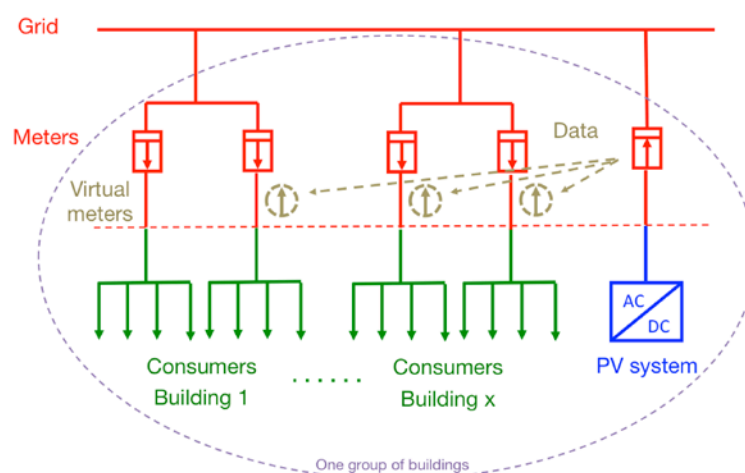 Grid
Meters
Data
Virtual
meters
AC
DC
Consumers
Building 1
......
Consumers
Building x
PV system
One group of buildings